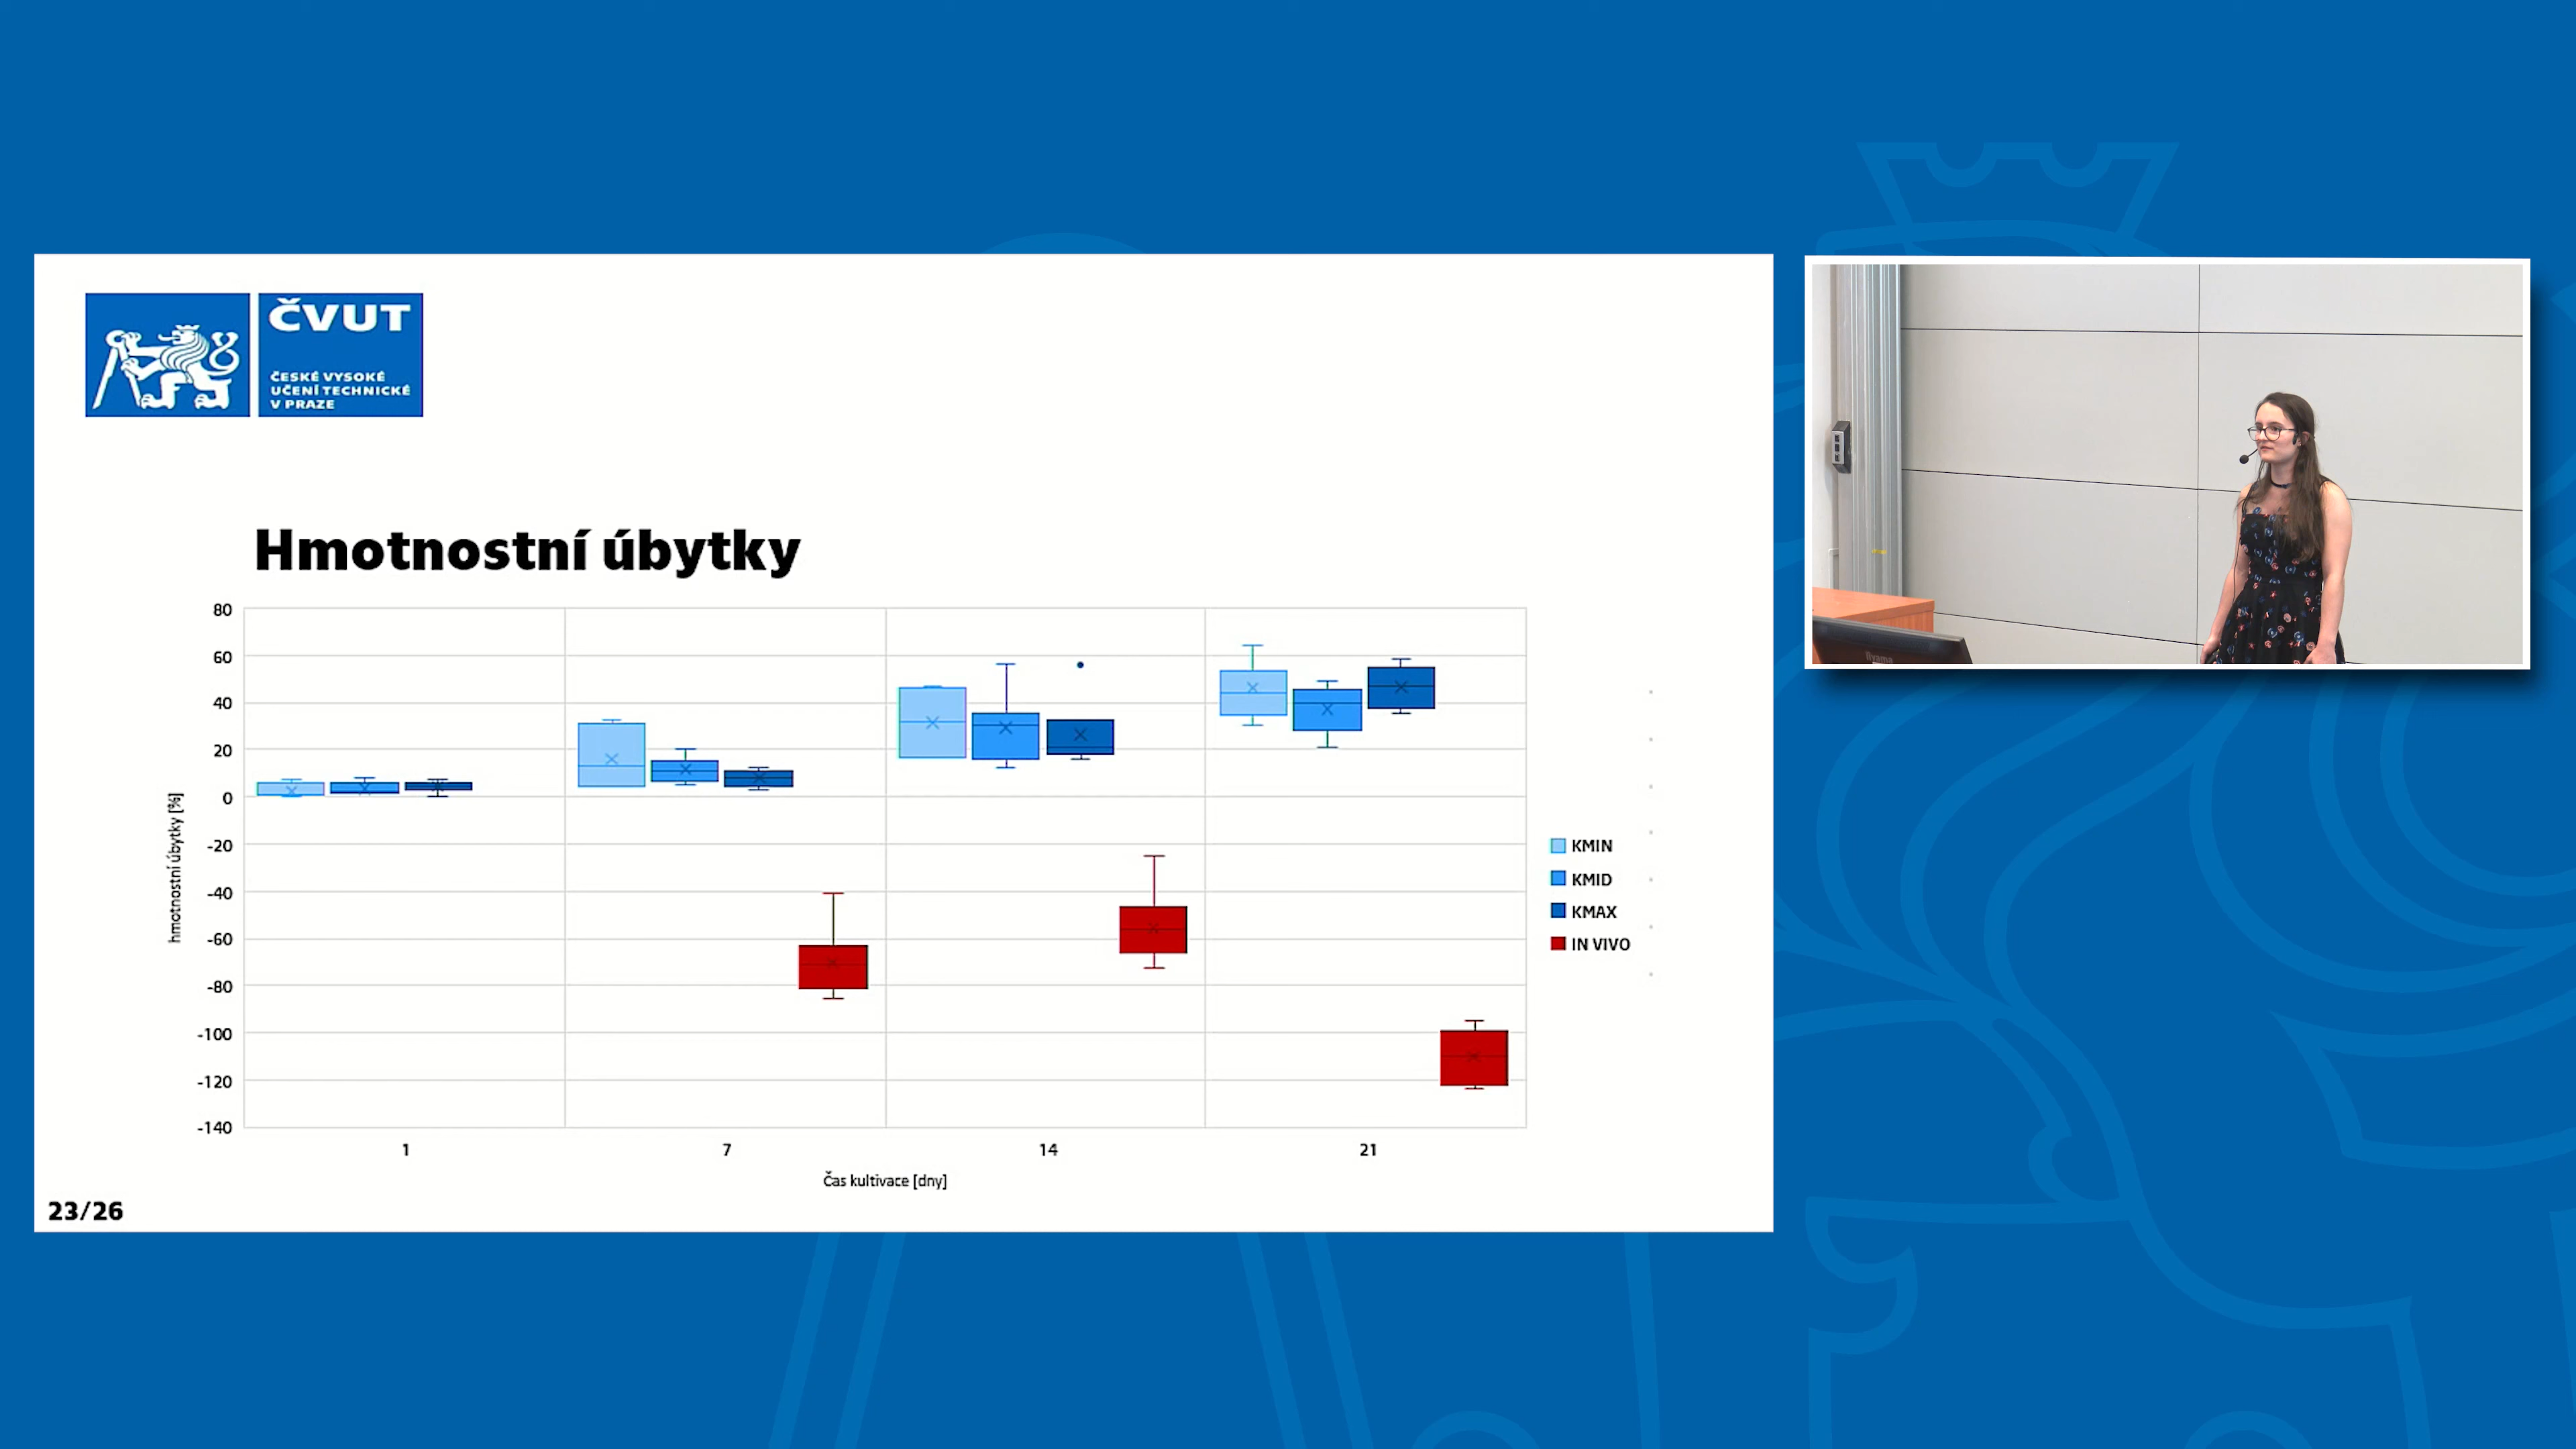 ČVUT
ČESKÉ VYSOKÉ
UČENÍ TECHNICKÉ
V PRAZE
Hmotnostní úbytky
80
60
40
20
0
-20
-40
-60
-80
-100
-120
-140
hmotnostní úbytky [%]
1 7 14 21
Čas kultivace [dny]
KMIN
KMID
KMAX
IN VIVO
23/26